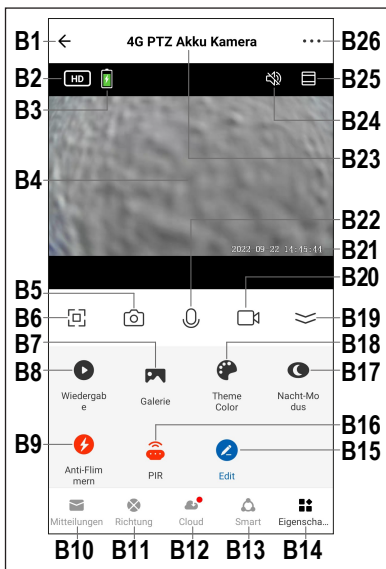 B1 4G PTZ Akku Kamera B26
B2 HD B25
B3 B24
B23
B4
B22
2022 09 22 14:45:44 B21
B20
B5
B6 B19
B7 B18
B8 B17
Wiedergab
e
Galerie
Theme
Color
Nacht-Mo
dus
B16
B9 B15
Anti-Flim
mern
PIR
Edit
Mitteilungen Richtung Cloud Smart Eigenscha...
B10 B11 B12 B13 B14